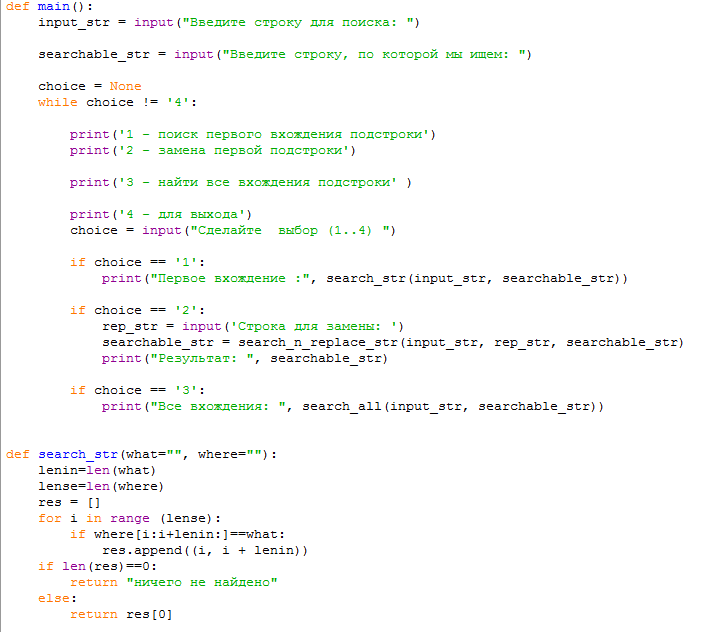 def main():
    input_str = input("Введите строку для поиска: ")
    searchable_str = input("Введите строку, по которой мы ищем: ")
    choice = None
    while choice != '4':
        print('1 - поиск первого вхождения подстроки')
        print('2 - замена первой подстроки')
        print('3 - найти все вхождения подстроки' )
        print('4 - для выхода')
        choice = input("Сделайте  выбор (1..4) ")
        if choice == '1':
            print("Первое вхождение :", search_str(input_str, searchable_str))
        if choice == '2':
            rep_str = input('Строка для замены: ')
            searchable_str = search_n_replace_str(input_str, rep_str, searchable_str)
            print("Результат: ", searchable_str)
        if choice == '3':
            print("Все вхождения: ", search_all(input_str, searchable_str))
def search_str(what="", where=""):
    lenin=len(what)
    lense=len(where)
    res = []
    for i in range (lense):
        if where[i:i+lenin:]==what:
            res.append((i, i + lenin))
    if len(res)==0:
        return "ничего не найдено"
    else:
        return res[0]